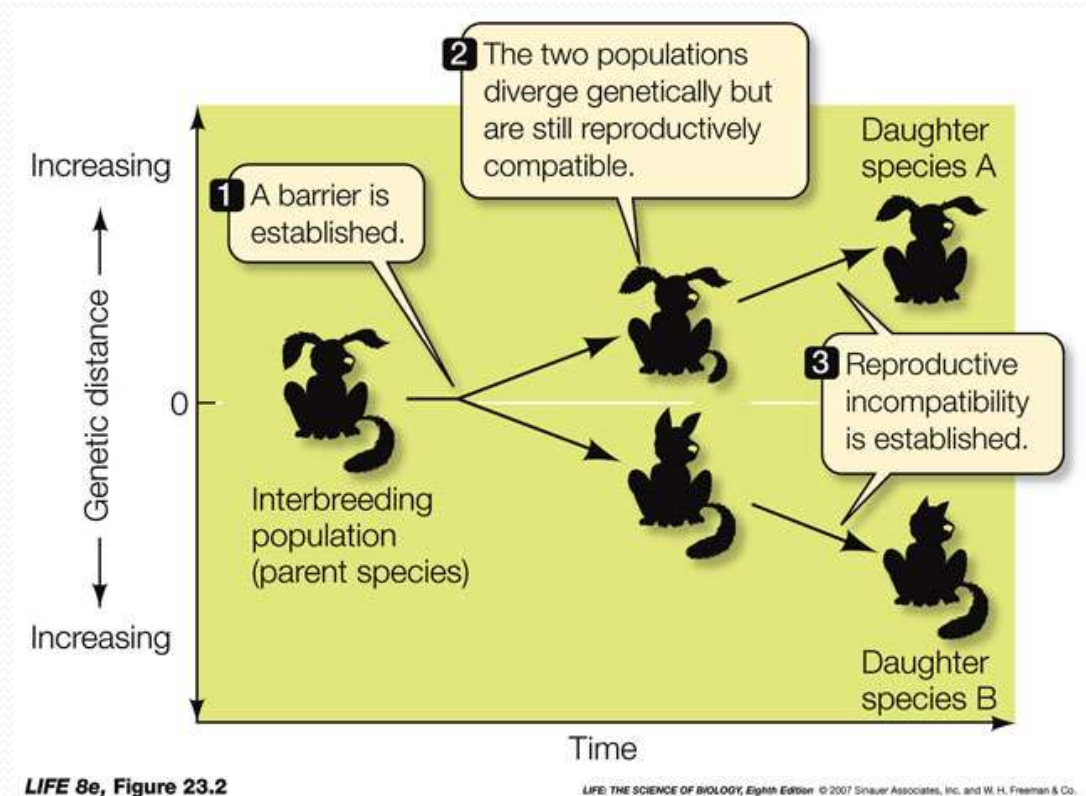 2 The two populations
diverge genetically but
are still reproductively
compatible.
Daughter
species A
Increasing
1 A barrier is
established.
Genetic distance
3 Reproductive
incompatibility
is established.
0
Interbreeding
population
(parent species)
Increasing
Daughter
species B
Time
LIFE 8e, Figure 23.2
LIFE: THE SCIENCE OF BIOLOGY, Eighth Edition © 2007 Sinauer Associates, Inc. and W. H. Freeman & Co.